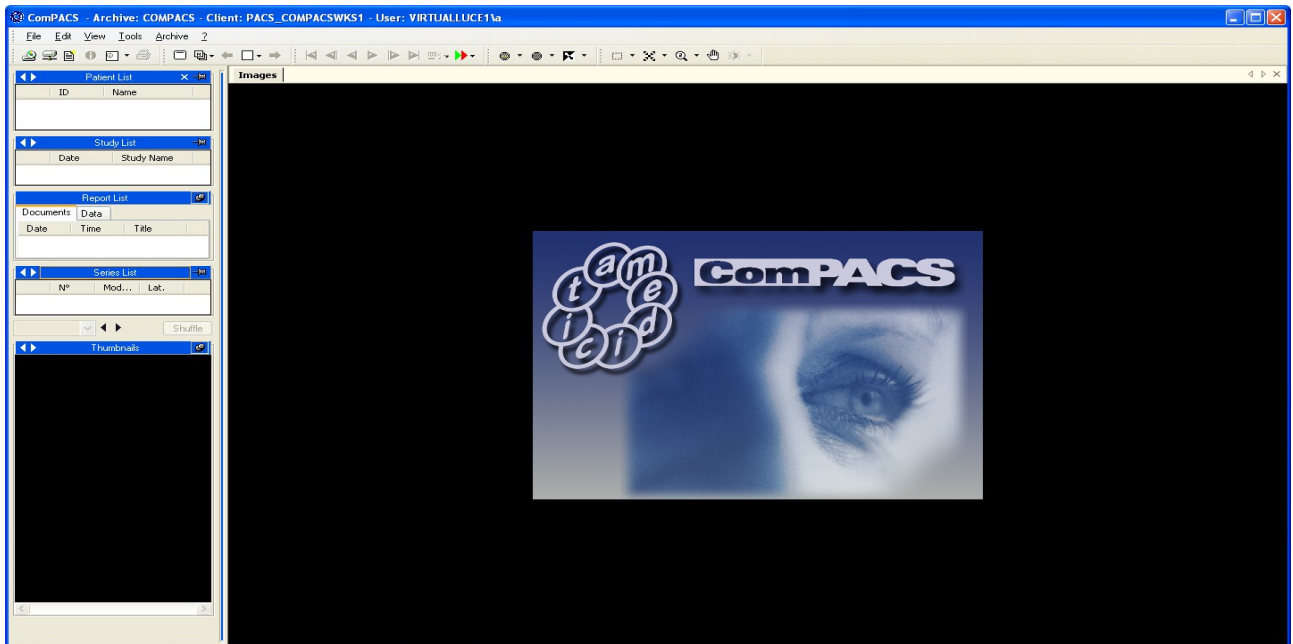 ComPACS - Archive: COMPACS - Client: PACS_COMPACSWKS1 - User: VIRTUALLUCE1\a
File Edit View Tools Archive ?
Patient List
ID Name
Study List
Date Study Name
Report List
Documents Data
Date Time Title
Series List
N° Mod... Lat.
Shuffle
Thumbnails
Images
medicitam
ComPACS